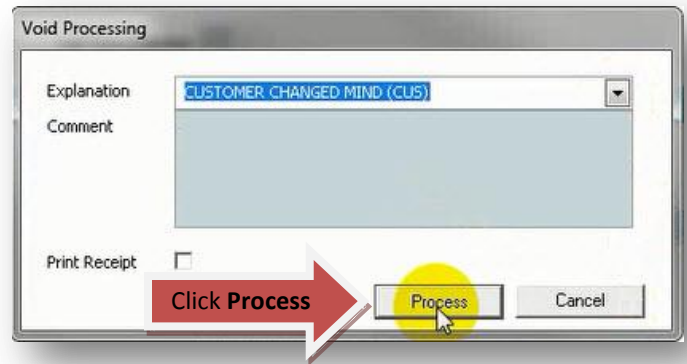 Void Processing
Explanation CUSTOMER CHANGED MIND (CUS)
Comment
Print Receipt
Click Process Process Cancel